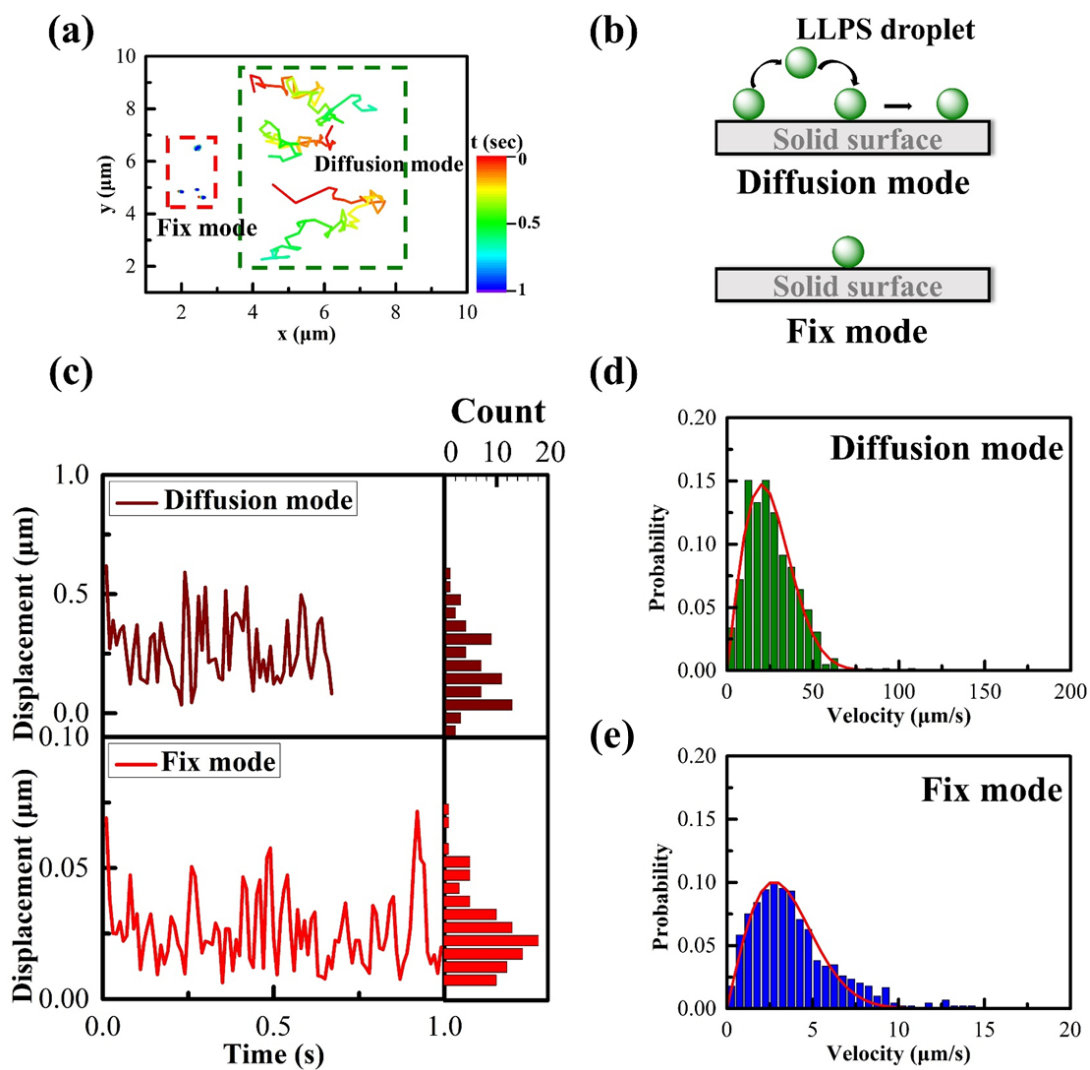 (a)
10
8
6
4
2
y (μm)
2
4
6
8
10
x (μm)
Fix mode
Diffusion mode
t (sec)
0
0.5
1
(b)
LLPS droplet
Solid surface
Diffusion mode
Solid surface
Fix mode
(c)
Count
0 10 20
1.0
0.5
0.0
Displacement (μm)
Diffusion mode
0.10
0.05
0.00
Displacement (μm)
Fix mode
0.0 0.5 1.0
Time (s)
(d)
0.20
0.15
0.10
0.05
0.00
Probability
Diffusion mode
0 25 50 75 100 125 150 175 200
Velocity (μm/s)
(e)
0.20
0.15
0.10
0.05
0.00
Probability
Fix mode
0 5 10 15 20
Velocity (μm/s)